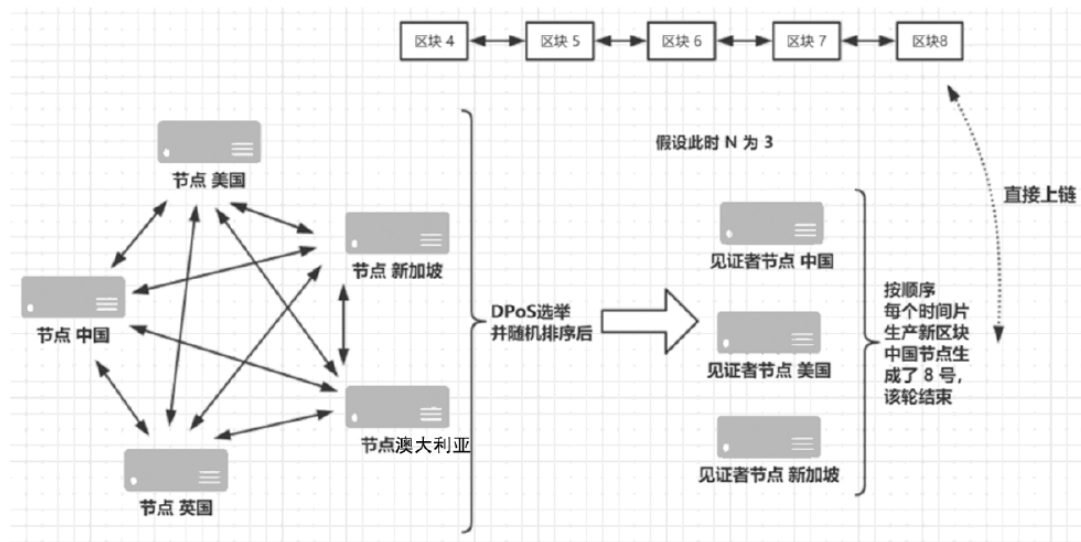 区块 4
区块 5
区块 6
区块 7
区块8
假设此时 N 为 3
直接上链
节点 美国
节点 新加坡
节点 中国
节点澳大利亚
节点 英国
DPoS选举
并随机排序后
见证者节点 中国
见证者节点 美国
见证者节点 新加坡
按顺序
每个时间片
生产新区块
中国节点生
成了 8 号，
该轮结束